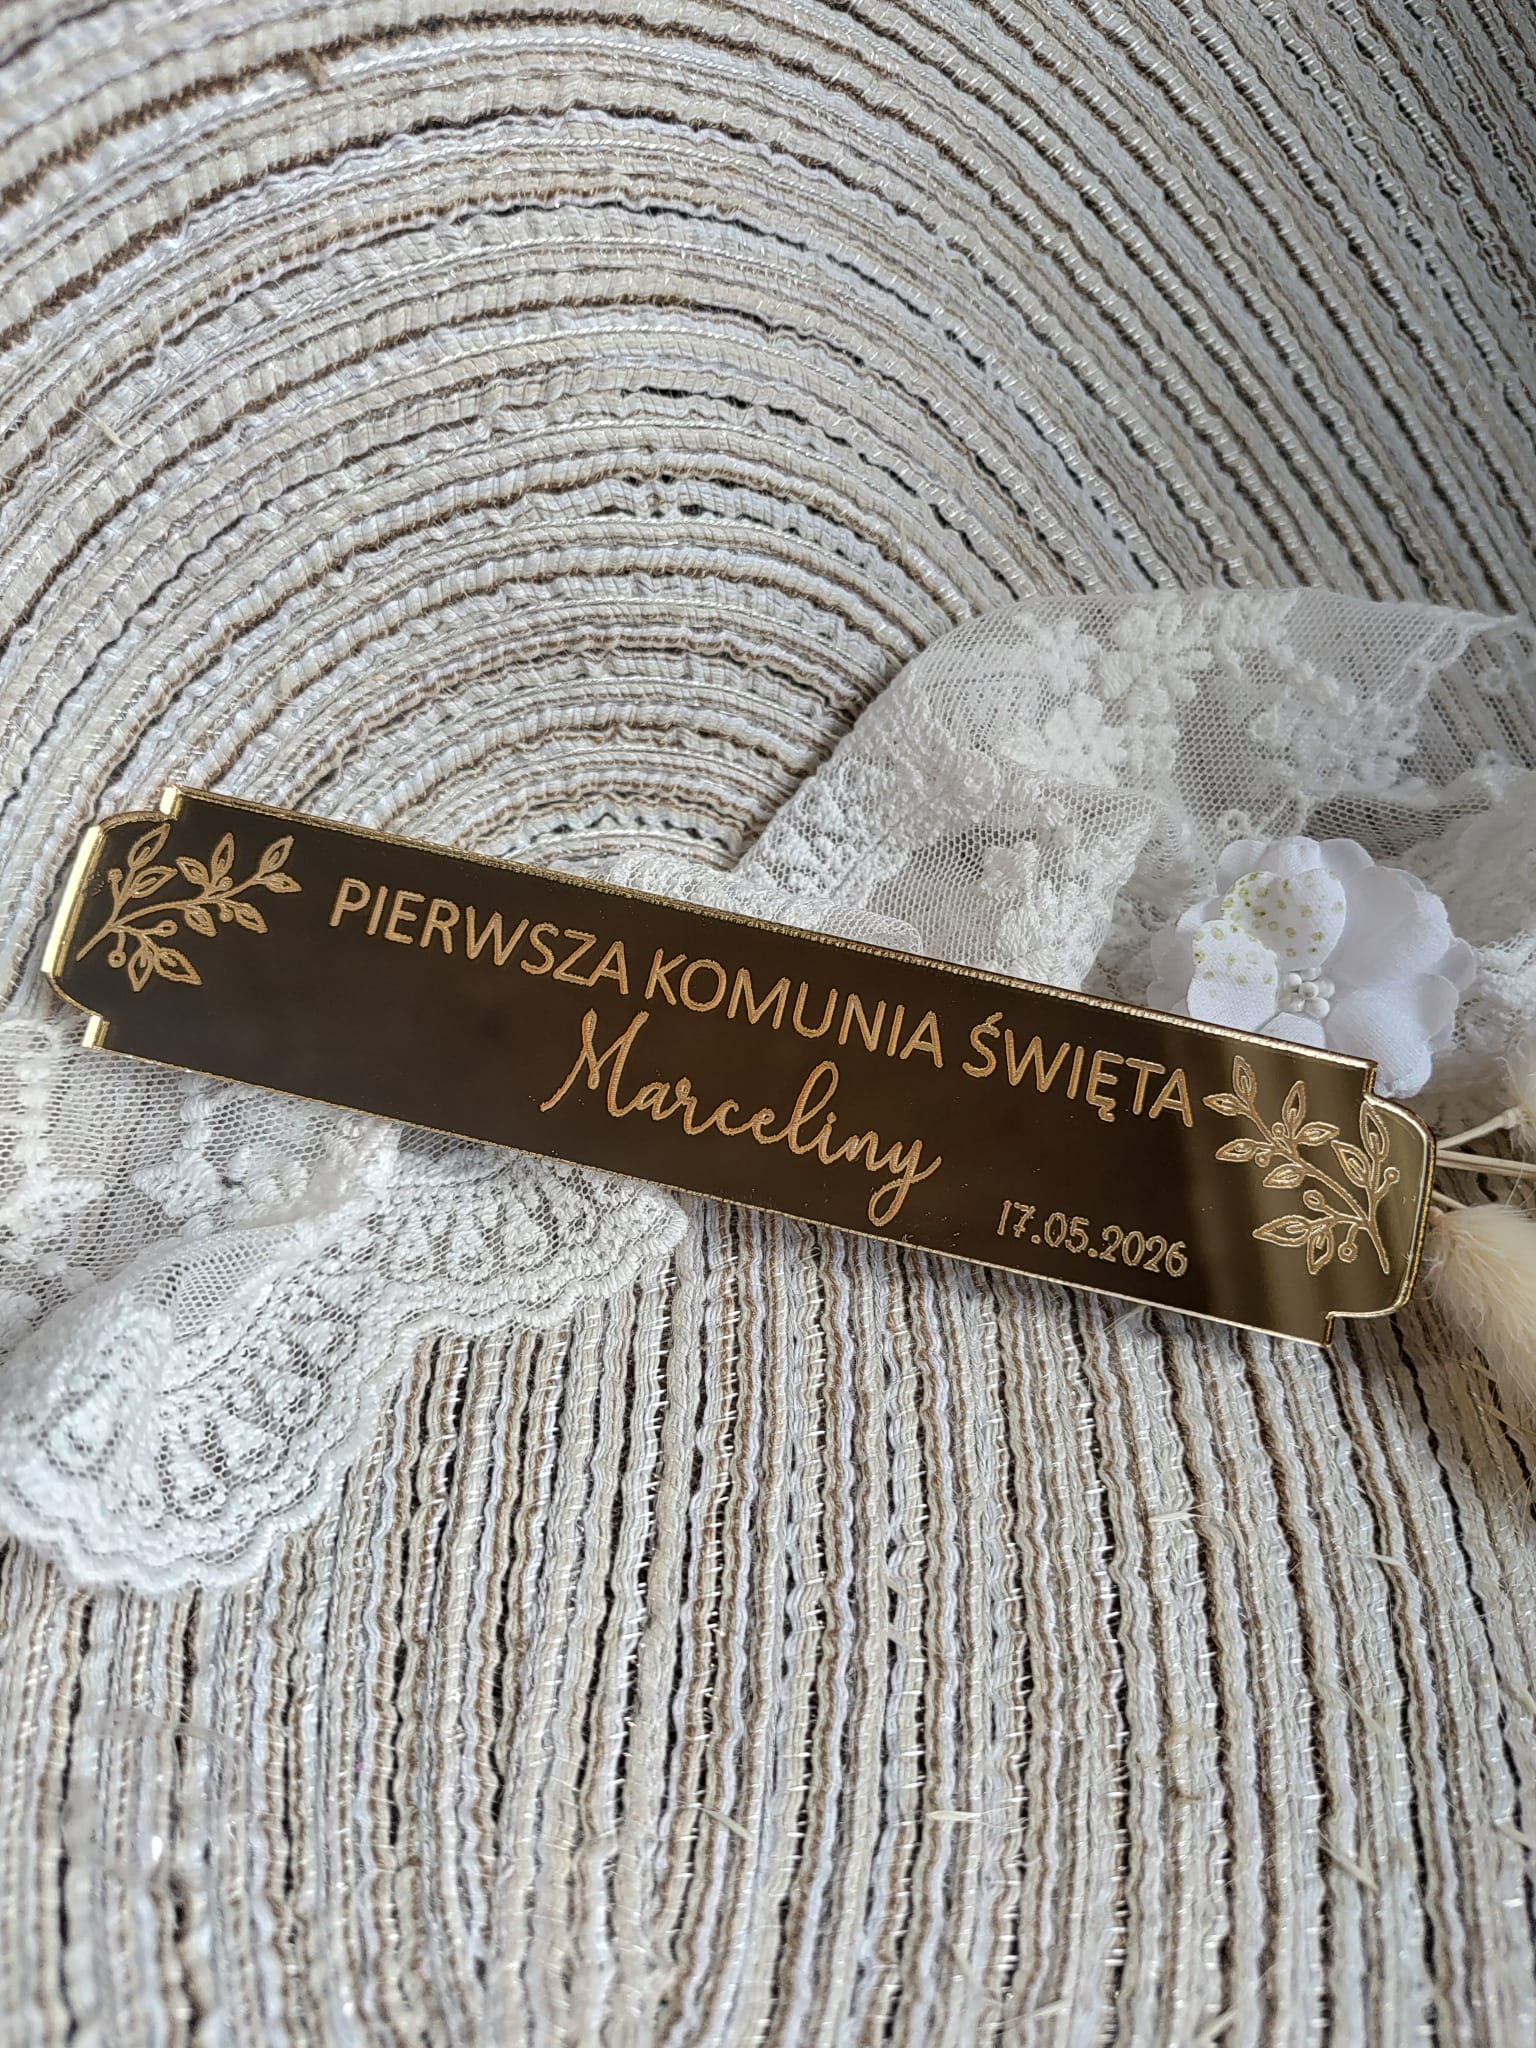 PIERWSZA KOMUNIA ŚWIĘTA
Marceliny
17.05.2026